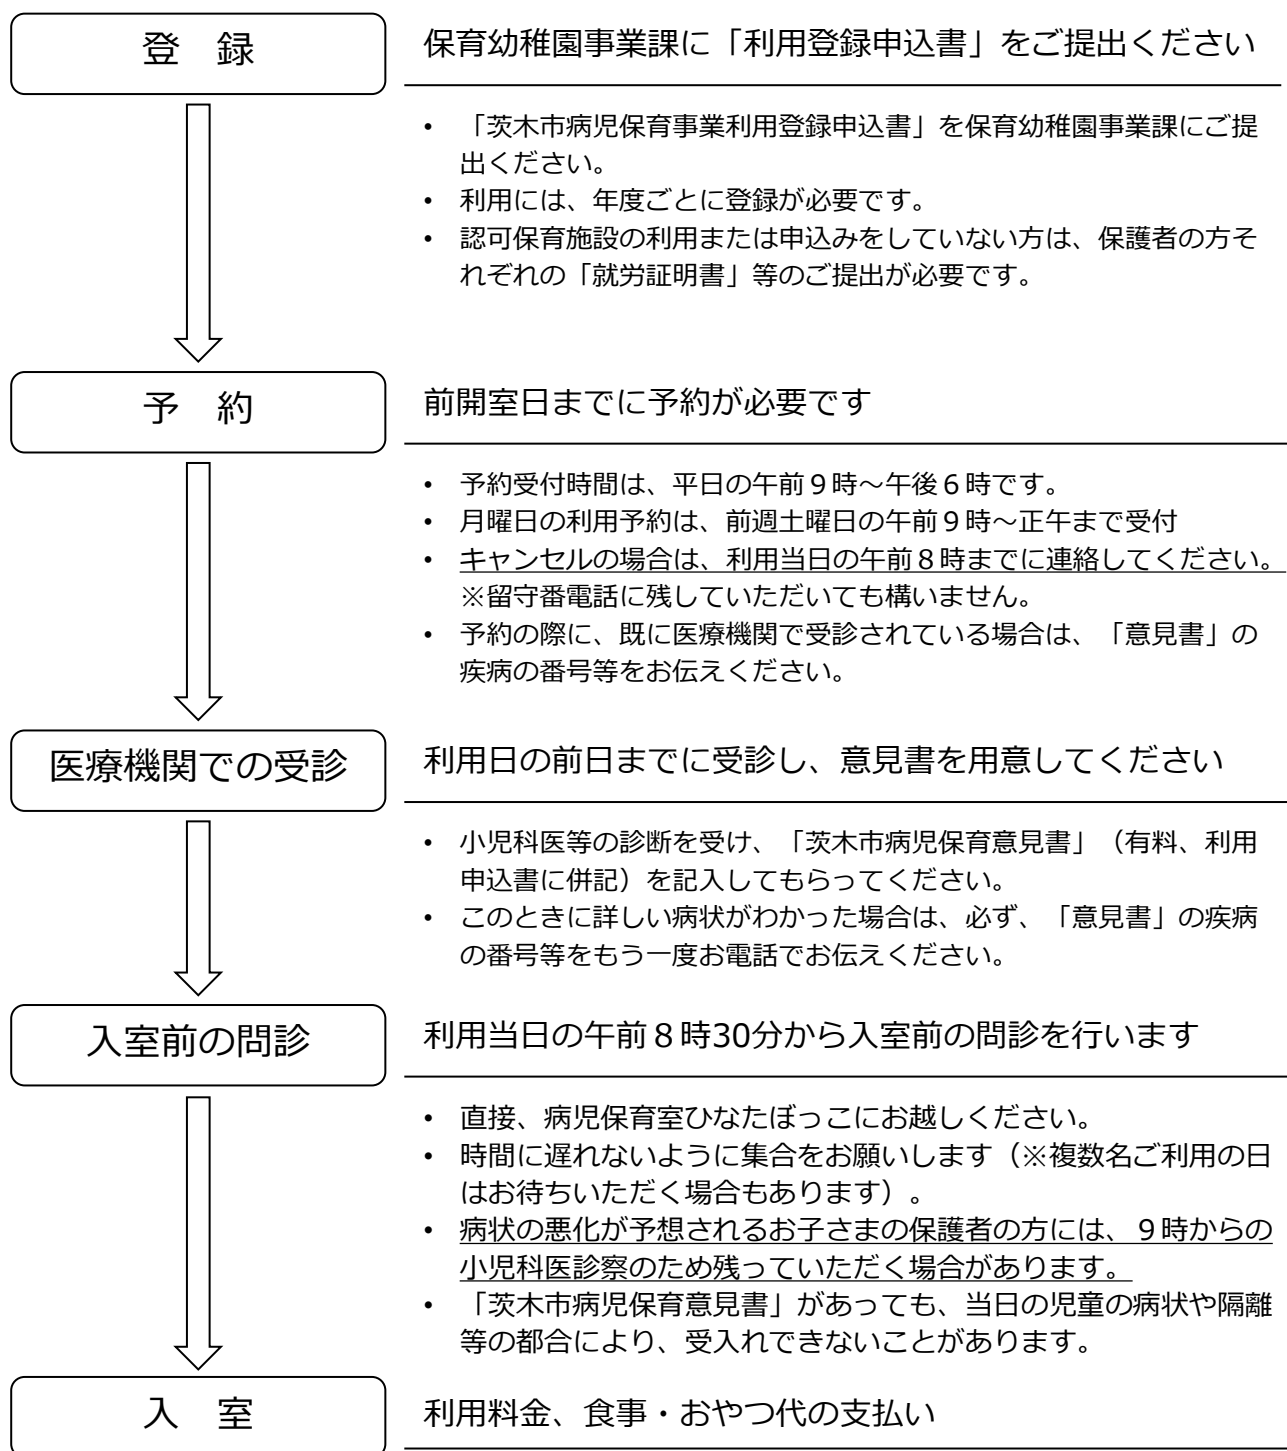 登　録
保育幼稚園事業課に「利用登録申込書」をご提出ください
• 「茨木市病児保育事業利用登録申込書」を保育幼稚園事業課にご提
出ください。
• 利用には、年度ごとに登録が必要です。
• 認可保育施設の利用または申込みをしていない方は、保護者の方そ
れぞれの「就労証明書」等のご提出が必要です。
予　約
前開室日までに予約が必要です
• 予約受付時間は、平日の午前９時～午後６時です。
• 月曜日の利用予約は、前週土曜日の午前９時～正午まで受付
• キャンセルの場合は、利用当日の午前８時までに連絡してください。
※留守番電話に残していただいても構いません。
• 予約の際に、既に医療機関で受診されている場合は、「意見書」の
疾病の番号等をお伝えください。
医療機関での受診
利用日の前日までに受診し、意見書を用意してください
• 小児科医等の診断を受け、「茨木市病児保育意見書」（有料、利用
申込書に併記）を記入してもらってください。
• このときに詳しい病状がわかった場合は、必ず、「意見書」の疾病
の番号等をもう一度お電話でお伝えください。
入室前の問診
利用当日の午前８時30分から入室前の問診を行います
• 直接、病児保育室ひなたぼっこにお越しください。
• 時間に遅れないように集合をお願いします（※複数名ご利用の日
はお待ちいただく場合もあります）。
• 病状の悪化が予想されるお子さまの保護者の方には、９時からの
小児科医診察のため残っていただく場合があります。
• 「茨木市病児保育意見書」があっても、当日の児童の病状や隔離
等の都合により、受入れできないことがあります。
入　室
利用料金、食事・おやつ代の支払い